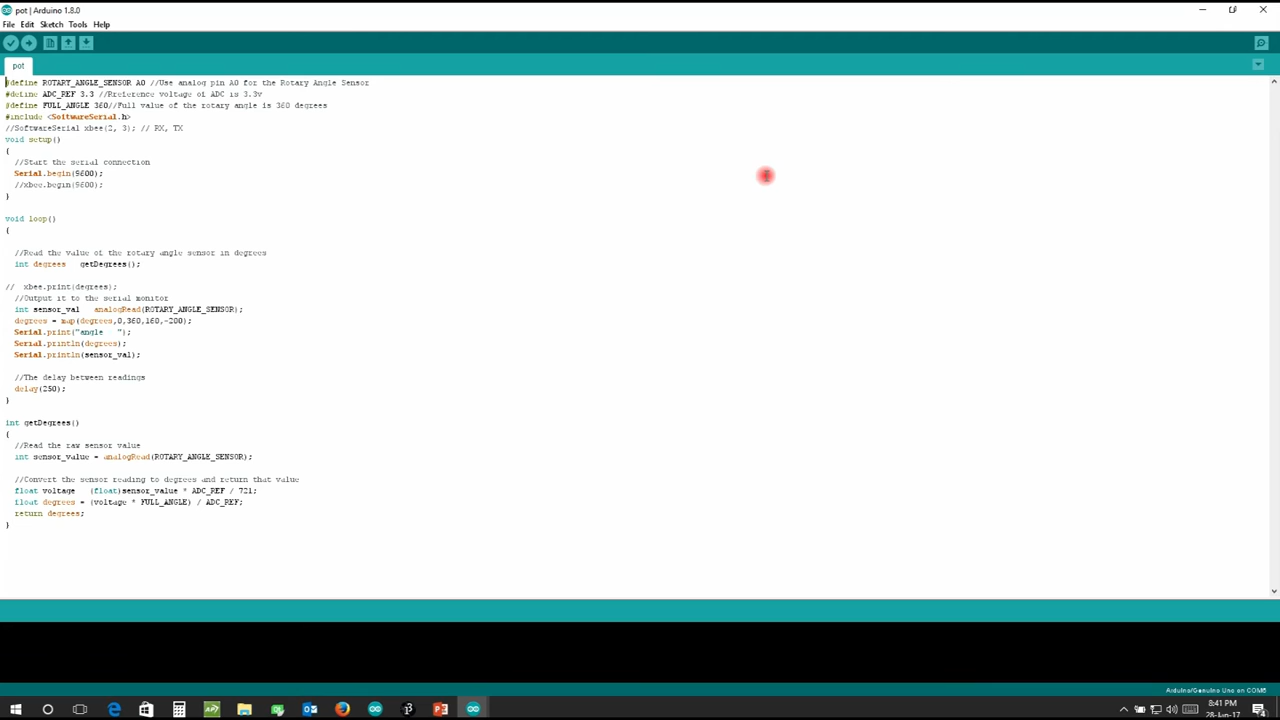 pot | Arduino 1.8.0
File Edit Sketch Tools Help
pot
#define ROTARY_ANGLE_SENSOR A0 //Use analog pin A0 for the Rotary Angle Sensor
#define ADC_REF 3.3 //Rreference voltage of ADC is 3.3v
#define FULL_ANGLE 360//Full value of the rotary angle is 360 degrees
#include <SoftwareSerial.h>
//SoftwareSerial xbee(2, 3); // RX, TX
void setup()
{
//Start the serial connection
Serial.begin(9600);
//xbee.begin(9600);
}
void loop()
{
//Read the value of the rotary angle sensor in degrees
int degrees = getDegrees();
// xbee.print(degrees);
//Output it to the serial monitor
int sensor_val = analogRead(ROTARY_ANGLE_SENSOR);
degrees = map(degrees,0,360,160,-200);
Serial.print("angle = ");
Serial.println(degrees);
Serial.println(sensor_val);
//The delay between readings
delay(250);
}
int getDegrees()
{
//Read the raw sensor value
int sensor_value = analogRead(ROTARY_ANGLE_SENSOR);
//Convert the sensor reading to degrees and return that value
float voltage = (float)sensor_value * ADC_REF / 721;
float degrees = (voltage * FULL_ANGLE) / ADC_REF;
return degrees;
}
Arduino/Genuino Uno on COM6
8:41 PM
28-Jun-17